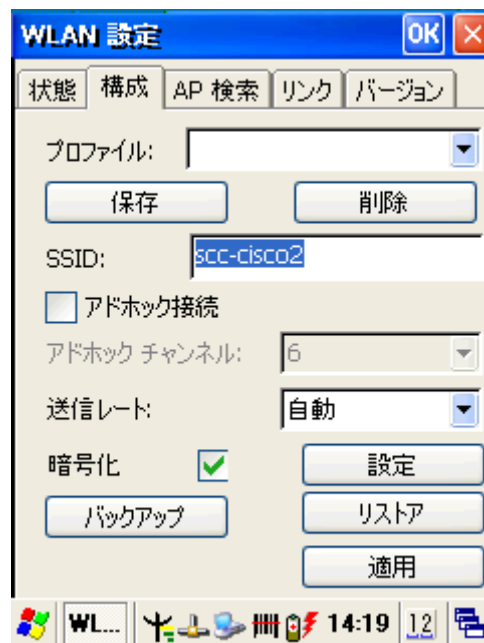 WLAN 設定 OK
状態 構成 AP 検索 リンク バージョン
プロファイル:
保存 削除
SSID: scc-cisco2
アドホック接続
アドホック チャンネル: 6
送信レート: 自動
暗号化 設定
バックアップ リストア
適用
WL... 14:19 12